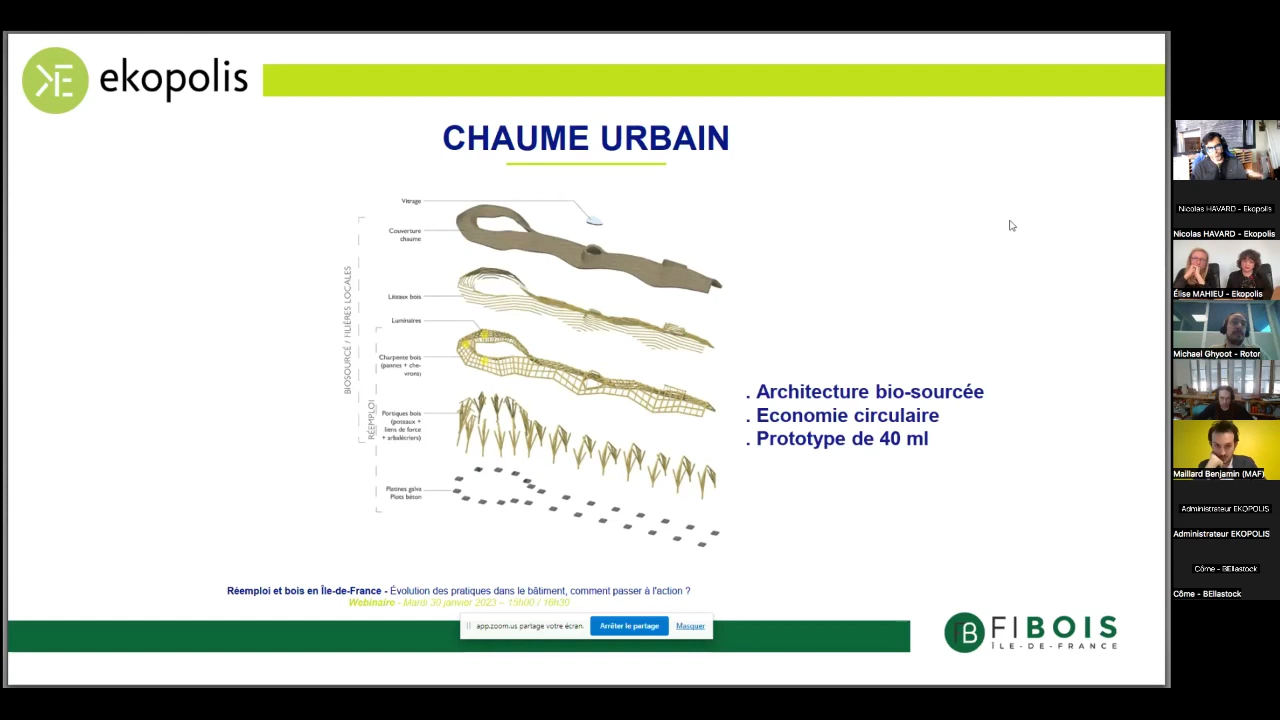 ekopolis
CHAUME URBAIN
Vitrage
Couverture
chaume
Liteaux bois
Luminaires
Charpente bois
(pannes + che-
vrons)
Portiques bois
(poteaux +
liens de force
+ arbalétriers)
Platines galva
Plots béton
BIOSOURCÉ / FILIÈRES LOCALES
RÉEMPLOI
. Architecture bio-sourcée
. Economie circulaire
. Prototype de 40 ml
Réemploi et bois en Île-de-France - Évolution des pratiques dans le bâtiment, comment passer à l'action ?
Webinaire - Mardi 30 janvier 2023 – 15h00 / 16h30
app.zoom.us partage votre écran.
Arrêter le partage
Masquer
FIBOIS
ÎLE-DE-FRANCE
Nicolas HAVARD - Ekopolis
Nicolas HAVARD - Ekopolis
Élise MAHIEU - Ekopolis
Michael Ghyoot - Rotor
Maillard Benjamin (MAF)
Administrateur EKOPOLIS
Administrateur EKOPOLIS
Côme - BEllastock
Côme - BEllastock